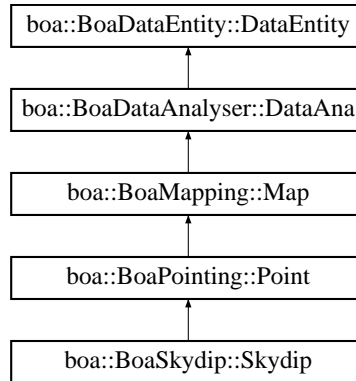 boa::BoaDataEntity::DataEntity
boa::BoaDataAnalyser::DataAna
boa::BoaMapping::Map
boa::BoaPointing::Point
boa::BoaSkydip::Skydip